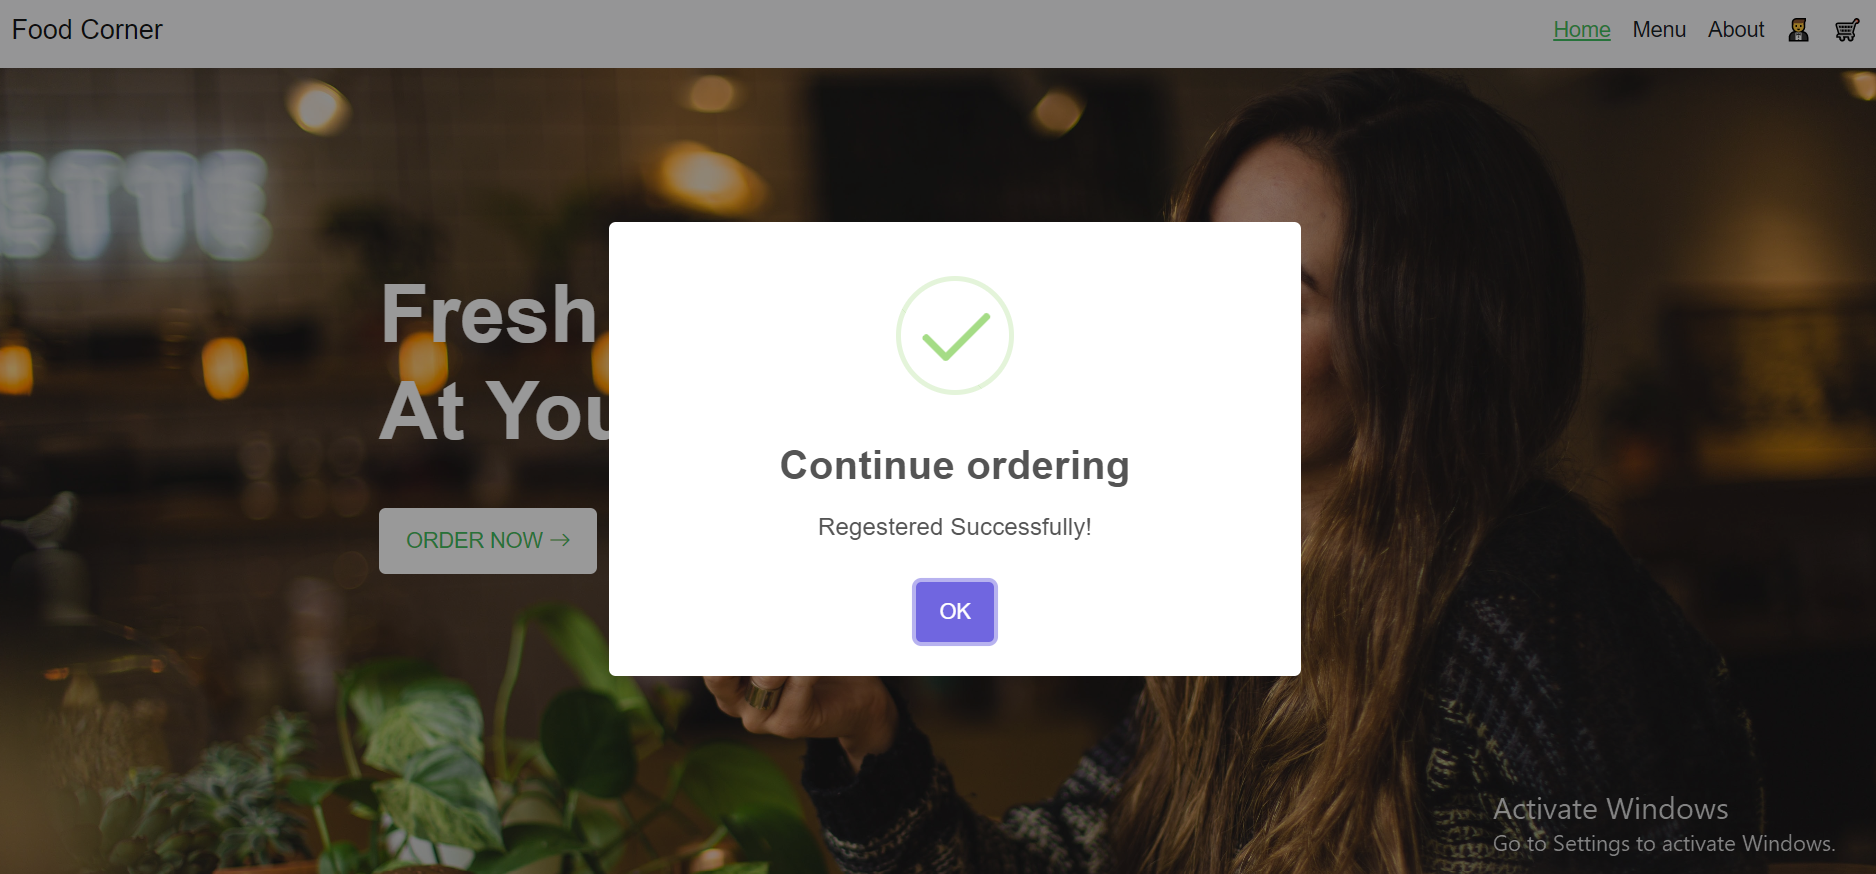 Food Corner
Home Menu About
ETTE
Fresh
At You
Continue ordering
Regestered Successfully!
OK
ORDER NOW →
Activate Windows
Go to Settings to activate Windows.